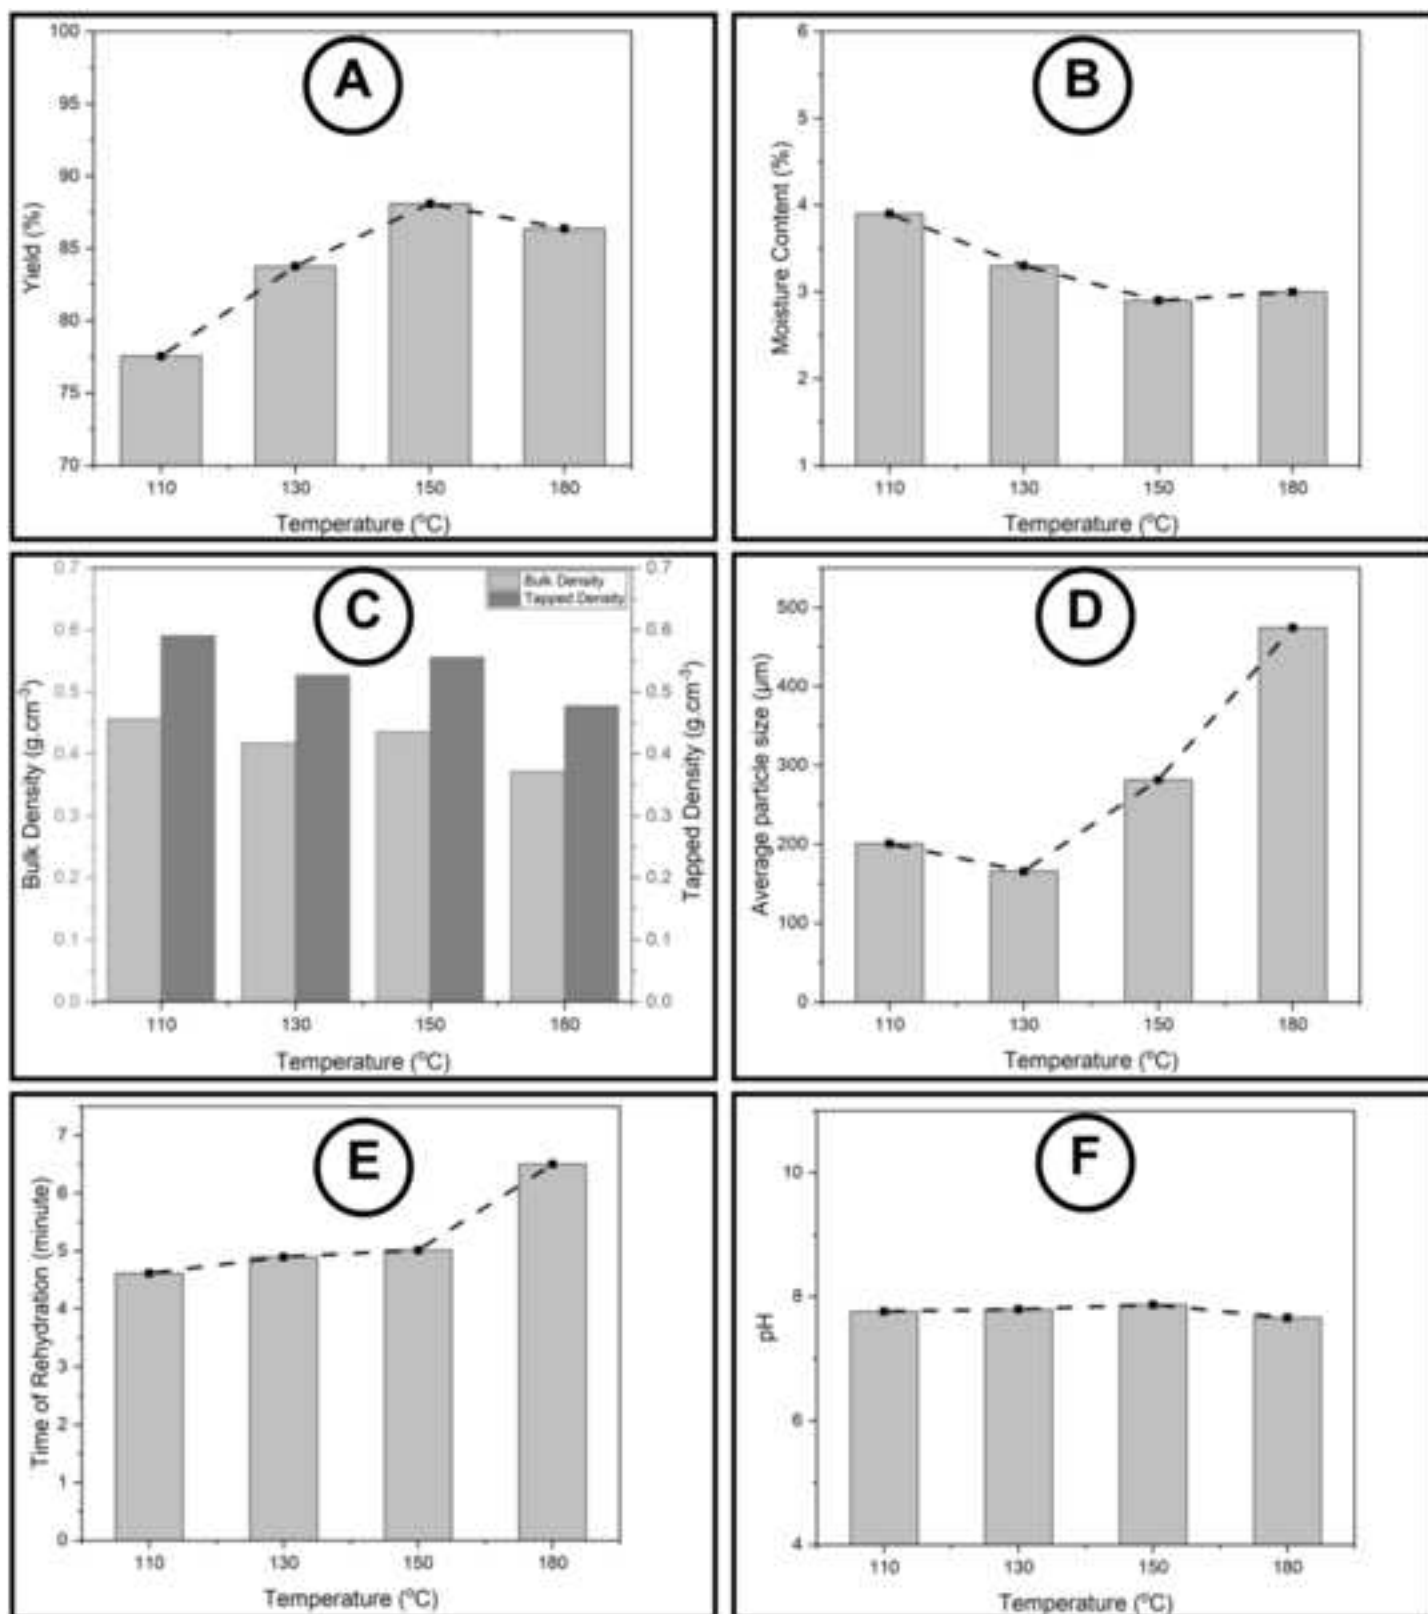 A
Yield (%)
100
95
90
85
80
75
70
110 130 150 180
Temperature (°C)
B
Moisture Content (%)
6
5
4
3
2
1
110 130 150 180
Temperature (°C)
C
Bulk Density
Tapped Density
Bulk Density (g.cm⁻³)
0.7 0.7
0.6 0.6
0.5 0.5
0.4 0.4
0.3 0.3
0.2 0.2
0.1 0.1
0.0 0.0
Tapped Density (g.cm⁻³)
110 130 150 180
Temperature (°C)
D
Average particle size (µm)
500
400
300
200
100
0
110 130 150 180
Temperature (°C)
E
Time of Rehydration (minute)
7
6
5
4
3
2
1
0
110 130 150 180
Temperature (°C)
F
pH
10
8
6
4
110 130 150 180
Temperature (°C)